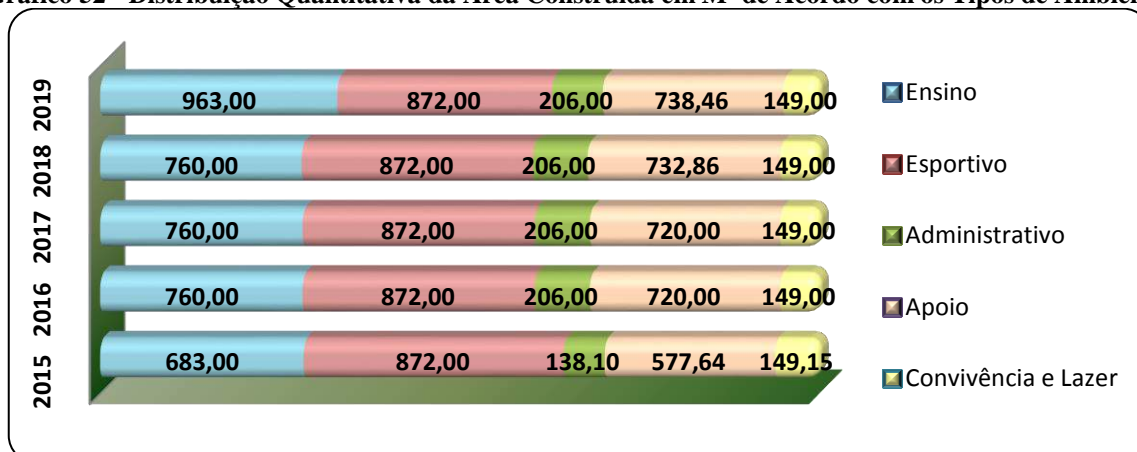 32 - Distribuição Quantitativa da Área Construída em M² de Acordo com os Tipos de
2019 963,00 872,00 206,00 738,46 149,00
2018 760,00 872,00 206,00 732,86 149,00
2017 760,00 872,00 206,00 720,00 149,00
2016 760,00 872,00 206,00 720,00 149,00
2015 683,00 872,00 138,10 577,64 149,15
Ensino
Esportivo
Administrativo
Apoio
Convivência e Lazer